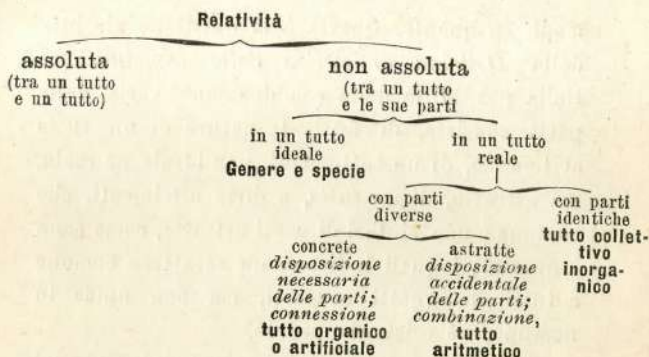 Relatività
assoluta
(tra un tutto
e un tutto)
non assoluta
(tra un tutto
e le sue parti
in un tutto
ideale
Genere e specie
in un tutto
reale
con parti
diverse
concrete
disposizione
necessaria
delle parti;
connessione
tutto organico
o artificiale
astratte
disposizione
accidentale
delle parti;
combinazione,
tutto
aritmetico
con parti
identiche
tutto collet-
tivo
inorga-
nico